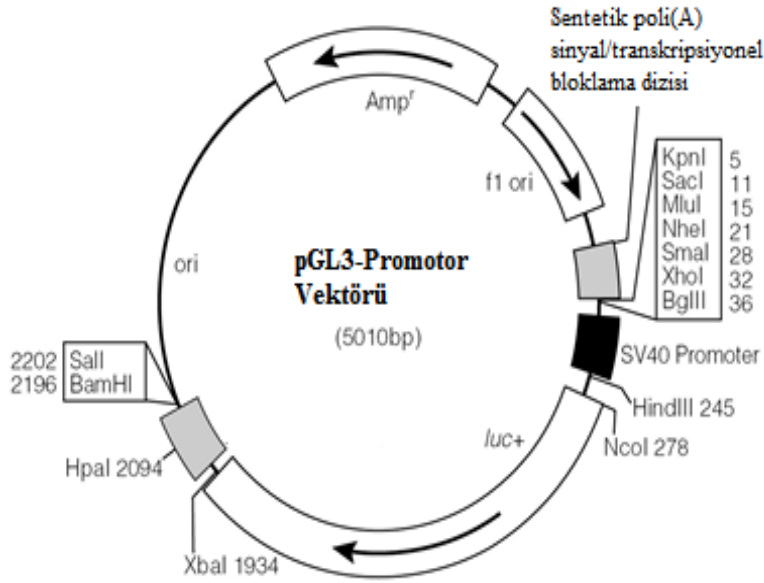 Sentetik poli(A)
sinyal/transkripsiyonel
bloklama dizisi
Ampʳ
f1 ori
KpnI 5
SacI 11
MluI 15
NheI 21
SmaI 28
XhoI 32
BglII 36
ori
pGL3-Promotor
Vektörü
(5010bp)
SV40 Promoter
2202 SalI
2196 BamHI
HindIII 245
luc+
NcoI 278
HpaI 2094
XbaI 1934